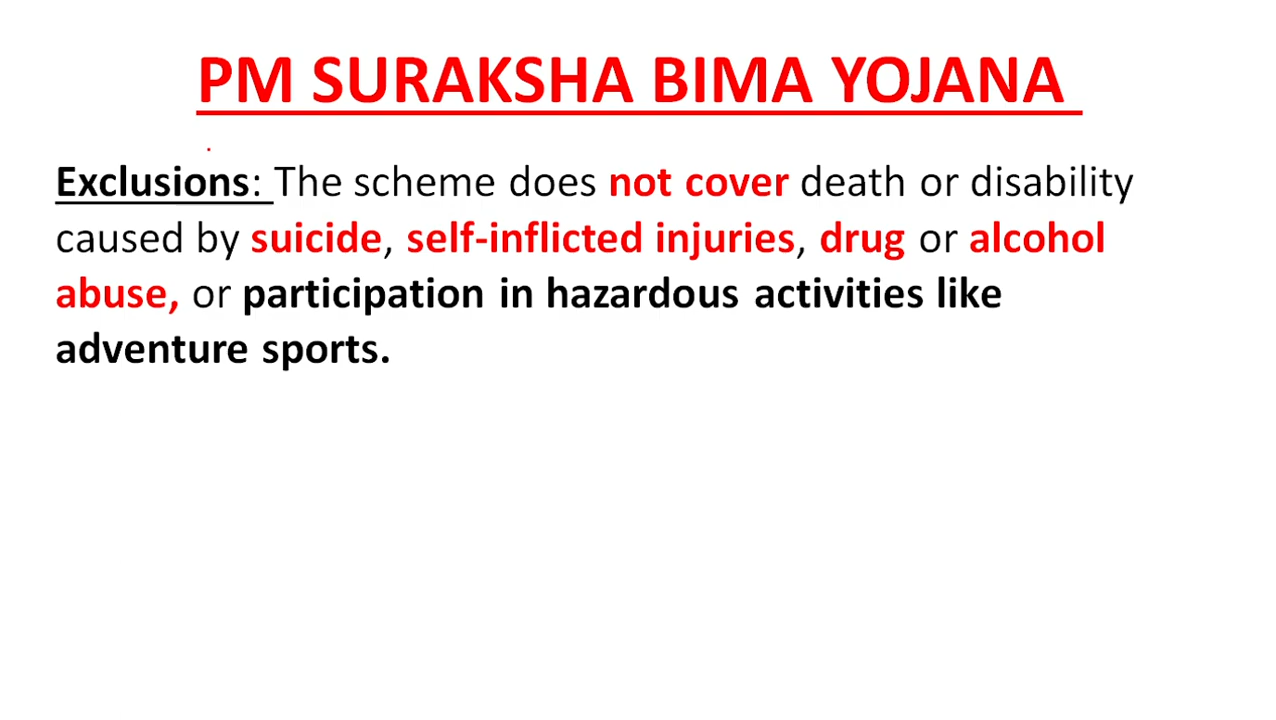 PM SURAKSHA BIMA YOJANA
Exclusions: The scheme does not cover death or disability
caused by suicide, self-inflicted injuries, drug or alcohol
abuse, or participation in hazardous activities like
adventure sports.